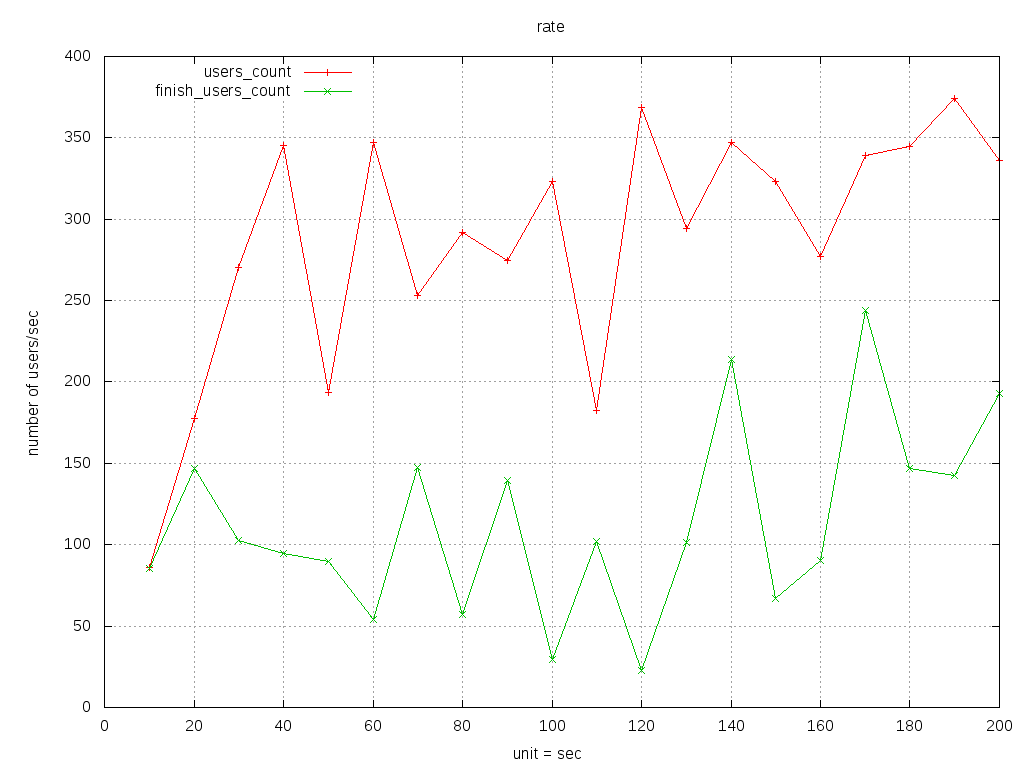 rate
users_count
finish_users_count
400
350
300
250
200
150
100
50
0
number of users/sec
0 20 40 60 80 100 120 140 160 180 200
unit = sec